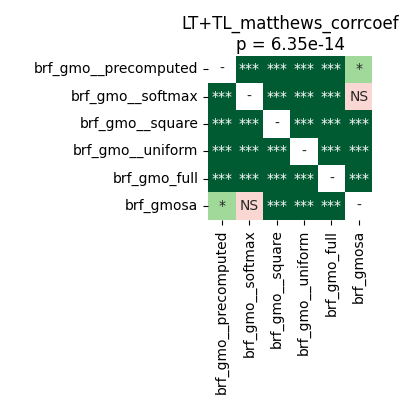 LT+TL_matthews_corrcoef
p = 6.35e-14
brf_gmo__precomputed - *** *** *** *** *
brf_gmo__softmax *** - *** *** *** NS
brf_gmo__square *** *** - *** *** ***
brf_gmo__uniform *** *** *** - *** ***
brf_gmo_full *** *** *** *** - ***
brf_gmosa * NS *** *** *** -
brf_gmo__precomputed
brf_gmo__softmax
brf_gmo__square
brf_gmo__uniform
brf_gmo_full
brf_gmosa